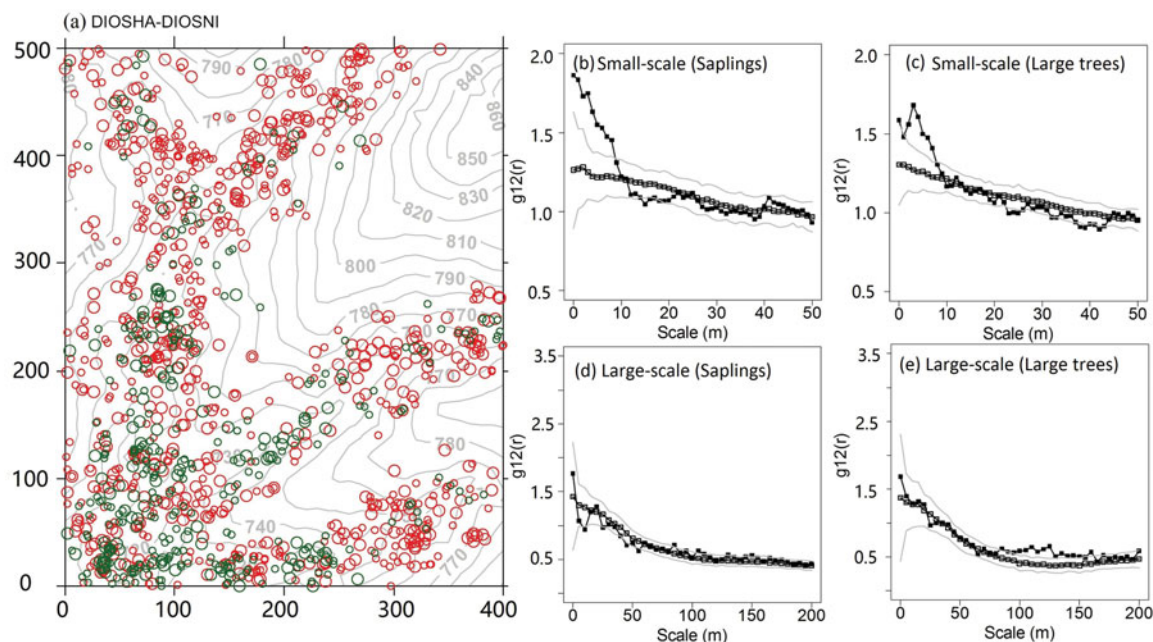 (a) DIOSHA-DIOSNI
500
400
300
200
100
0
0
100
200
300
400
790
780
770
840
860
850
830
820
810
800
790
780
770
770
780
740
770
(b) Small-scale (Saplings)
g12(r)
2.0
1.5
1.0
0.5
0 10 20 30 40 50
Scale (m)
(c) Small-scale (Large trees)
g12(r)
2.0
1.5
1.0
0.5
0 10 20 30 40 50
Scale (m)
(d) Large-scale (Saplings)
g12(r)
3.5
2.5
1.5
0.5
0 50 100 150 200
Scale (m)
(e) Large-scale (Large trees)
g12(r)
3.5
2.5
1.5
0.5
0 50 100 150 200
Scale (m)